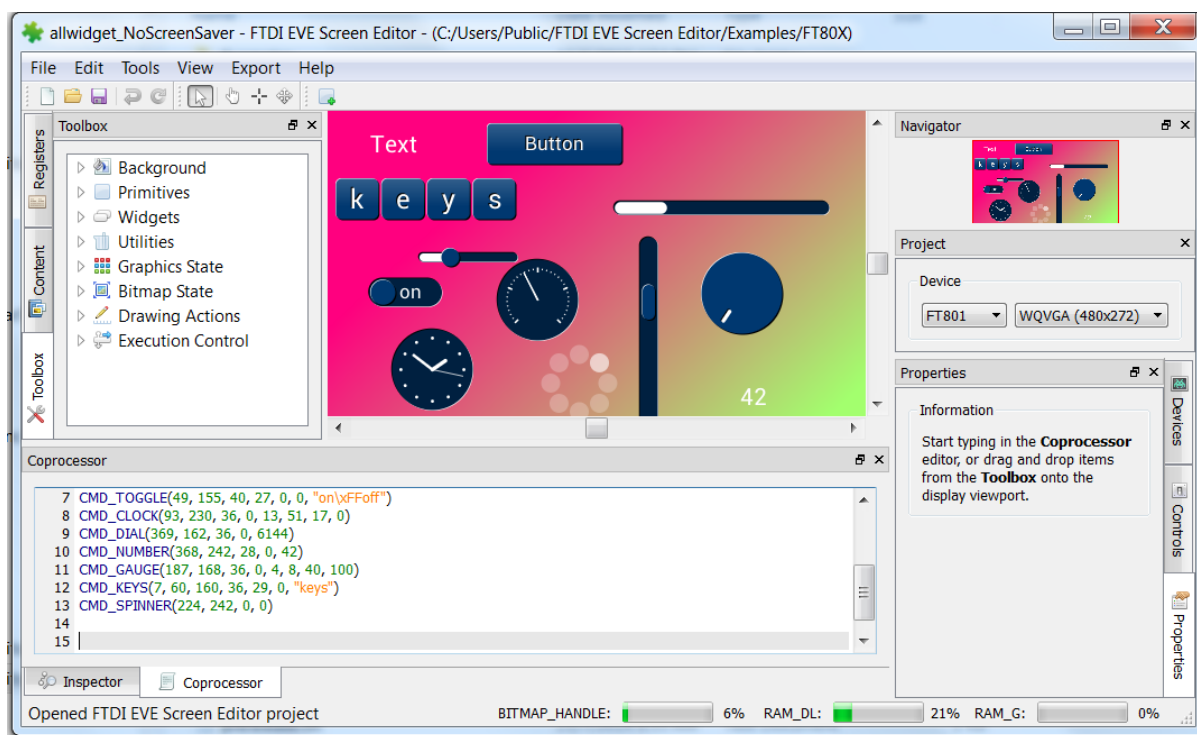 allwidget_NoScreenSaver - FTDI EVE Screen Editor - (C:/Users/Public/FTDI EVE Screen Editor/Examples/FT80X)
File Edit Tools View Export Help
Registers
Content
Toolbox
Toolbox
Background
Primitives
Widgets
Utilities
Graphics State
Bitmap State
Drawing Actions
Execution Control
Text
Button
k e y s
on
42
Navigator
Text Button
k e y s
Project
Device
FT801 WQVGA (480x272)
Properties
Information
Start typing in the Coprocessor
editor, or drag and drop items
from the Toolbox onto the
display viewport.
Devices
Controls
Properties
Coprocessor
7 CMD_TOGGLE(49, 155, 40, 27, 0, 0, "on\xFFoff")
8 CMD_CLOCK(93, 230, 36, 0, 13, 51, 17, 0)
9 CMD_DIAL(369, 162, 36, 0, 6144)
10 CMD_NUMBER(368, 242, 28, 0, 42)
11 CMD_GAUGE(187, 168, 36, 0, 4, 8, 40, 100)
12 CMD_KEYS(7, 60, 160, 36, 29, 0, "keys")
13 CMD_SPINNER(224, 242, 0, 0)
14
15
Inspector Coprocessor
Opened FTDI EVE Screen Editor project BITMAP_HANDLE: 6% RAM_DL: 21% RAM_G: 0%